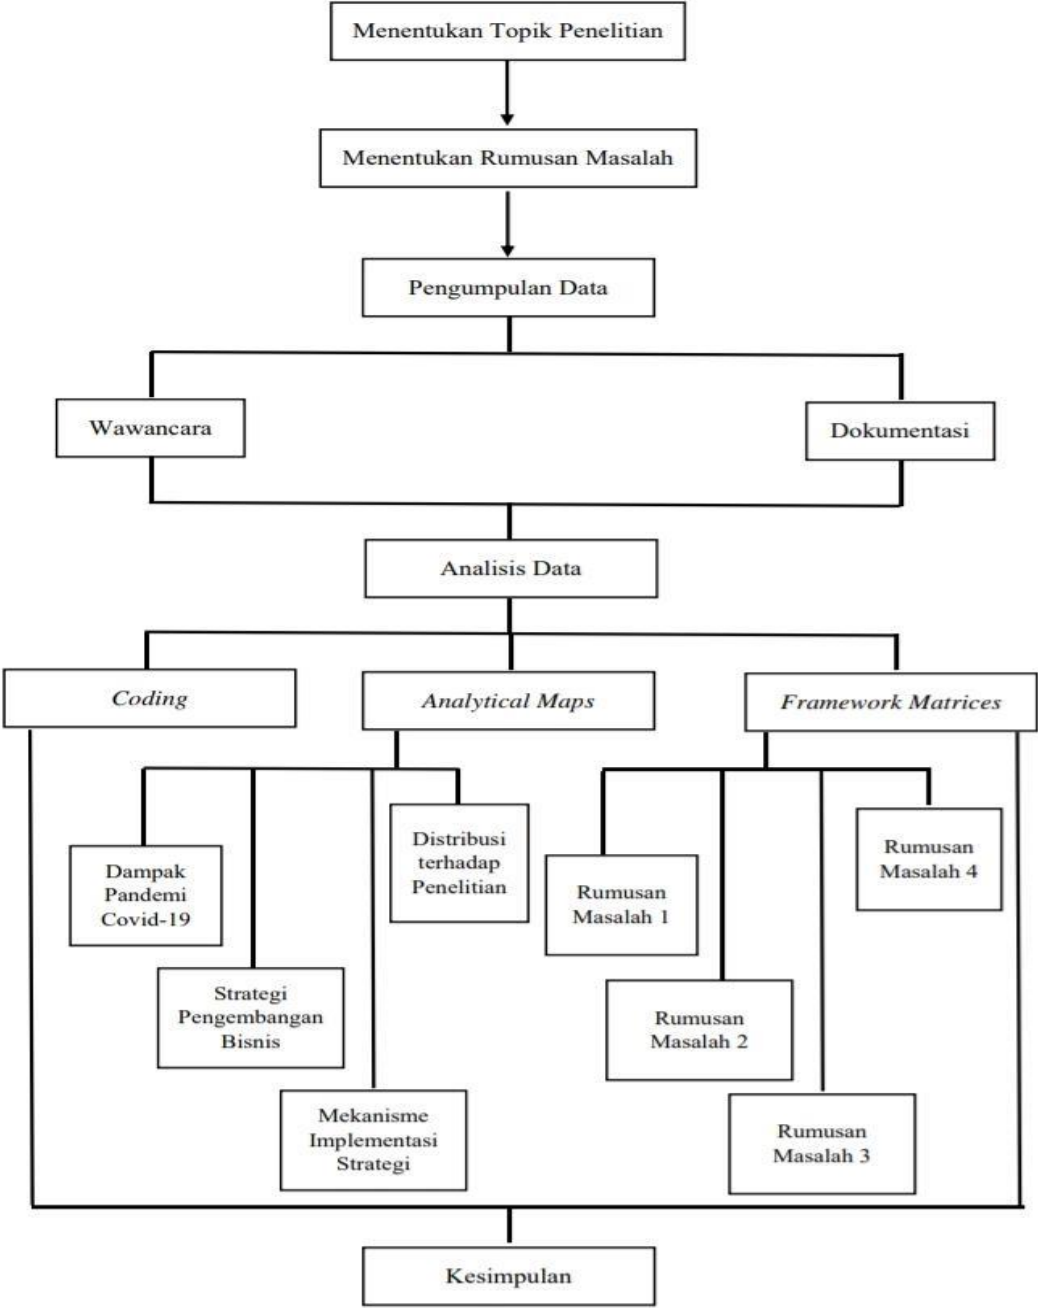 Menentukan Topik Penelitian
Menentukan Rumusan Masalah
Pengumpulan Data
Wawancara
Dokumentasi
Analisis Data
Coding
Analytical Maps
Framework Matrices
Dampak
Pandemi
Covid-19
Strategi
Pengembangan
Bisnis
Mekanisme
Implementasi
Strategi
Distribusi
terhadap
Penelitian
Rumusan
Masalah 1
Rumusan
Masalah 2
Rumusan
Masalah 3
Rumusan
Masalah 4
Kesimpulan